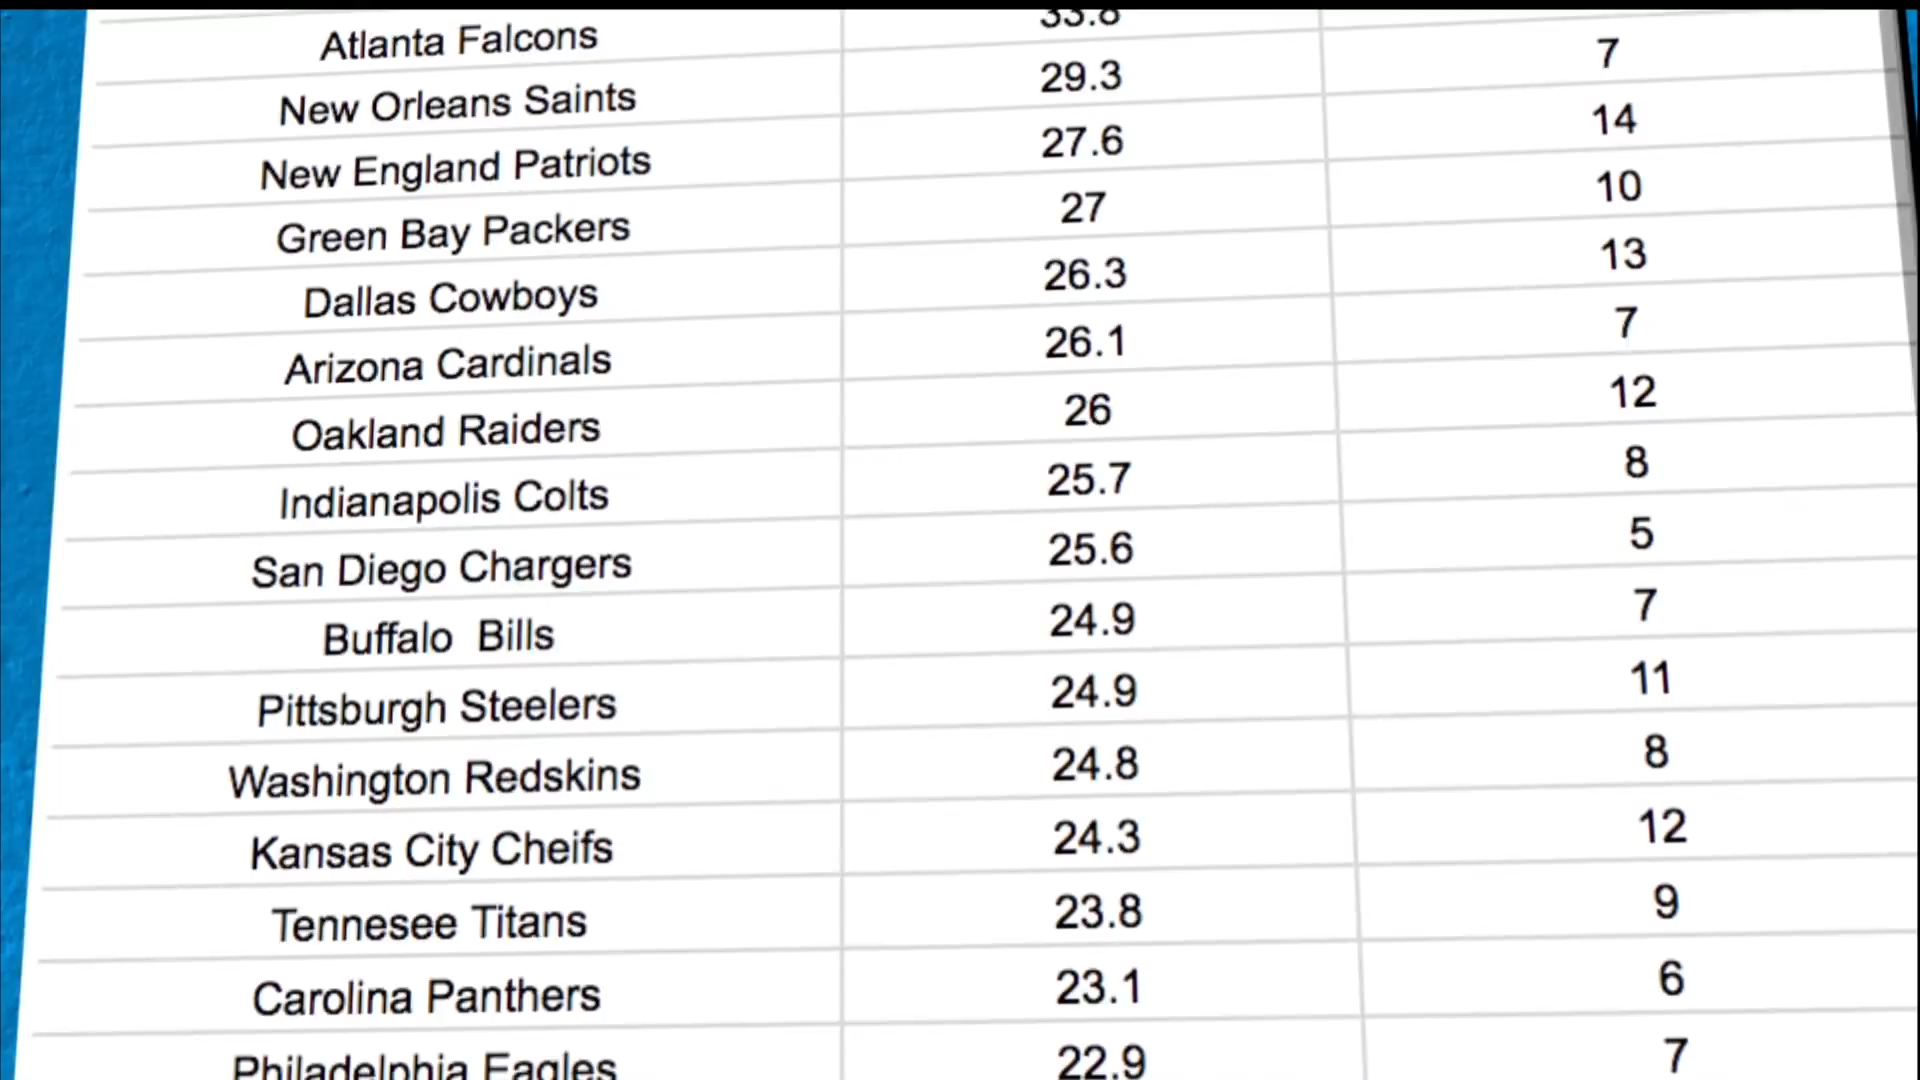 Atlanta Falcons 33.8
New Orleans Saints 29.3 7
New England Patriots 27.6 14
Green Bay Packers 27 10
Dallas Cowboys 26.3 13
Arizona Cardinals 26.1 7
Oakland Raiders 26 12
Indianapolis Colts 25.7 8
San Diego Chargers 25.6 5
Buffalo Bills 24.9 7
Pittsburgh Steelers 24.9 11
Washington Redskins 24.8 8
Kansas City Cheifs 24.3 12
Tennesee Titans 23.8 9
Carolina Panthers 23.1 6
Philadelphia Eagles 22.9 7